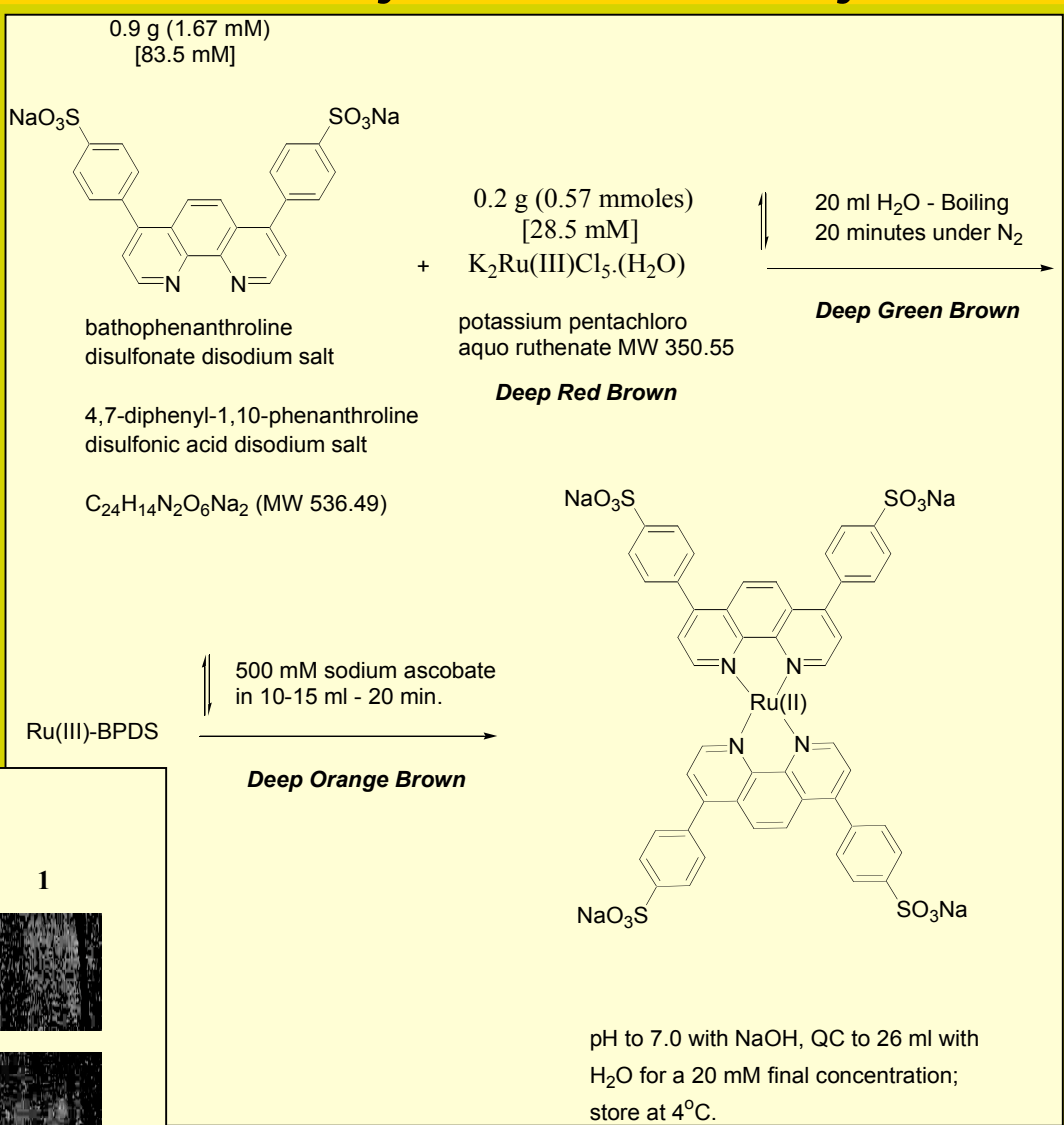 0.9 g (1.67 mM)
[83.5 mM]
NaO₃S
SO₃Na
N
N
bathophenanthroline
disulfonate disodium salt
4,7-diphenyl-1,10-phenanthroline
disulfonic acid disodium salt
C₂₄H₁₄N₂O₆Na₂ (MW 536.49)
+
0.2 g (0.57 mmoles)
[28.5 mM]
K₂Ru(III)Cl₅.(H₂O)
potassium pentachloro
aquo ruthenate MW 350.55
Deep Red Brown
20 ml H₂O - Boiling
20 minutes under N₂
Deep Green Brown
Ru(III)-BPDS
500 mM sodium ascobate
in 10-15 ml - 20 min.
Deep Orange Brown
NaO₃S
SO₃Na
N
N
Ru(II)
N
N
NaO₃S
SO₃Na
pH to 7.0 with NaOH, QC to 26 ml with
H₂O for a 20 mM final concentration;
store at 4°C.
1